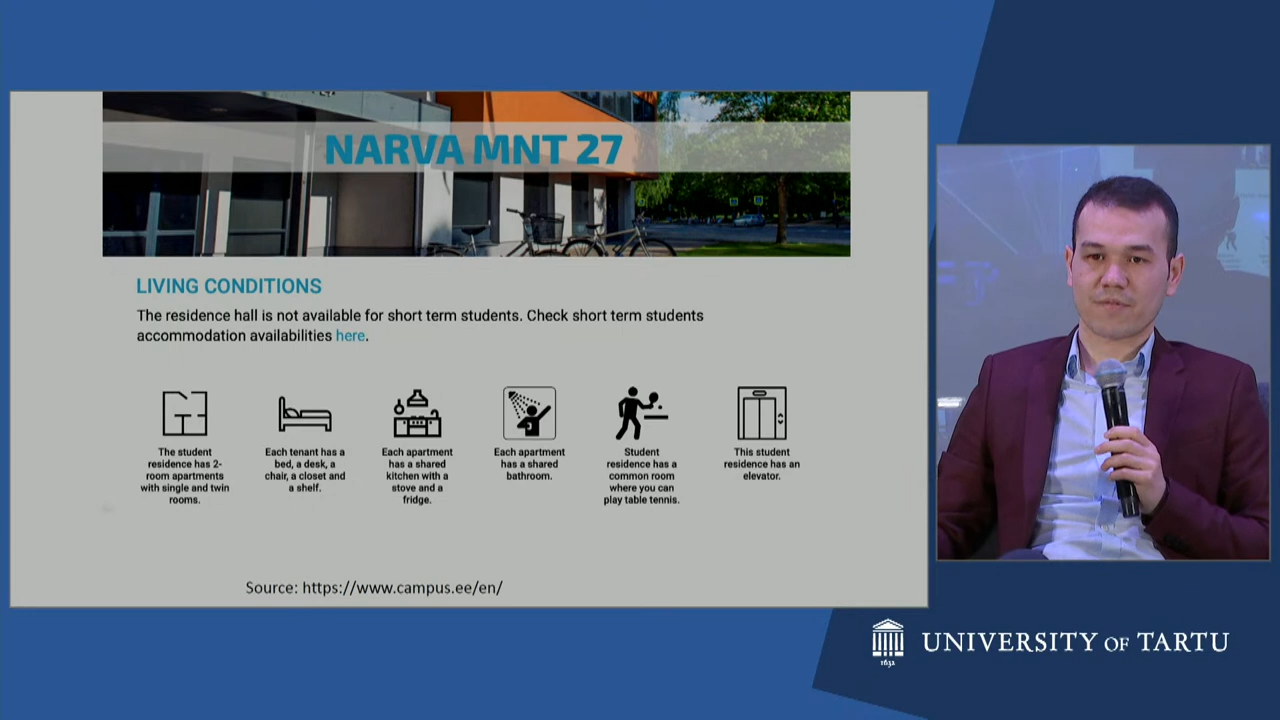 NARVA MNT 27
LIVING CONDITIONS
The residence hall is not available for short term students. Check short term students
accommodation availabilities here.
The student
residence has 2-
room apartments
with single and twin
rooms.
Each tenant has a
bed, a desk, a
chair, a closet and
a shelf.
Each apartment
has a shared
kitchen with a
stove and a
fridge.
Each apartment
has a shared
bathroom.
Student
residence has a
common room
where you can
play table tennis.
This student
residence has an
elevator.
Source: https://www.campus.ee/en/
1632
UNIVERSITY OF TARTU